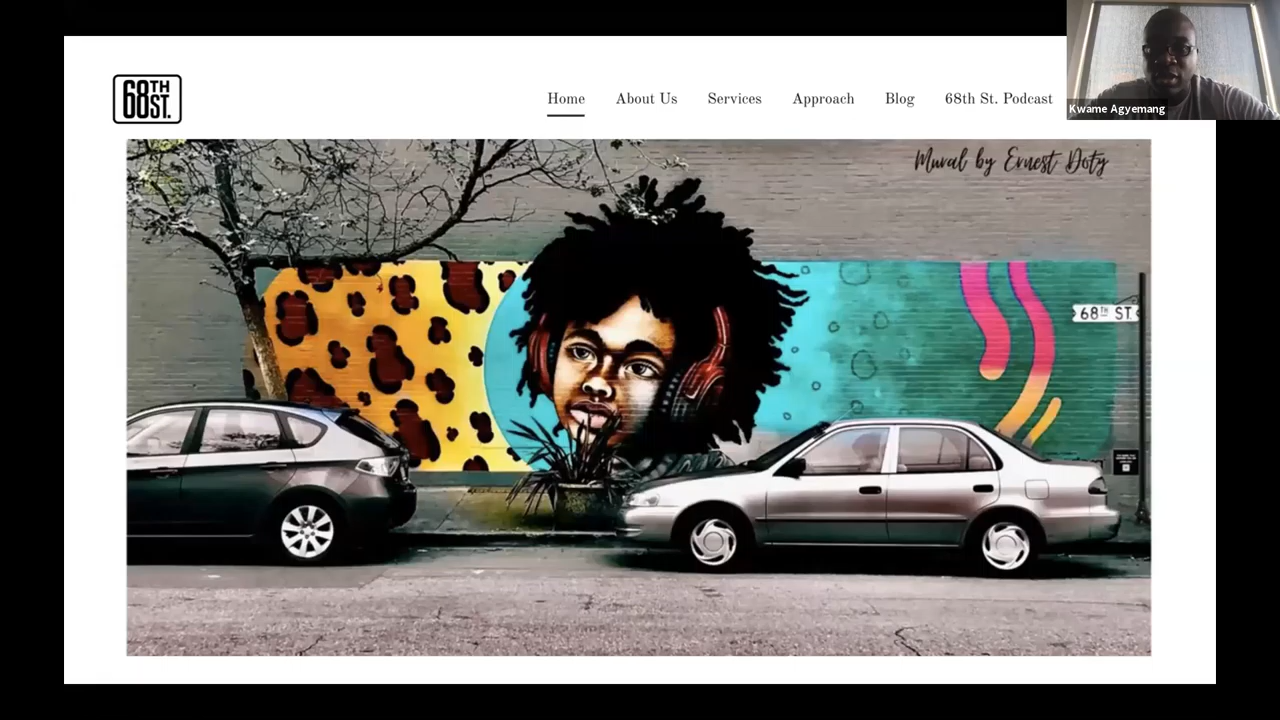 68TH
ST.
Home About Us Services Approach Blog 68th St. Podcast
Kwame Agyemang
Mural by Ernest Doty
68TH ST.